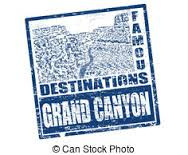 FAMOUS
DESTINATIONS
GRAND CANYON
© Can Stock Photo